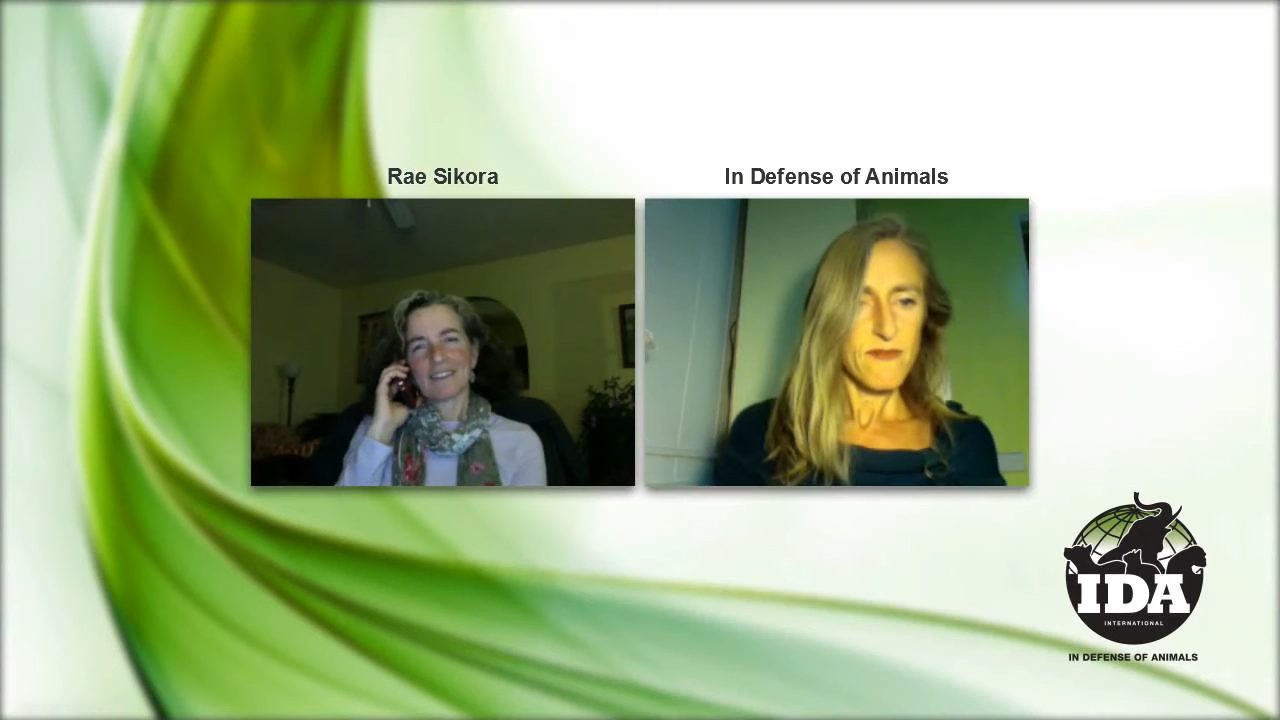 Rae Sikora
In Defense of Animals
IDA
INTERNATIONAL
IN DEFENSE OF ANIMALS